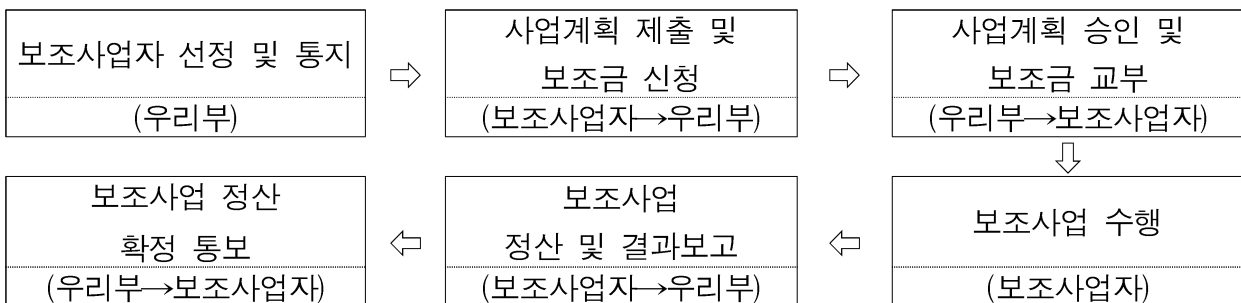 보조사업자 선정 및 통지
(우리부)
사업계획 제출 및
보조금 신청
(보조사업자→우리부)
사업계획 승인 및
보조금 교부
(우리부→보조사업자)
보조사업 수행
(보조사업자)
보조사업
정산 및 결과보고
(보조사업자→우리부)
보조사업 정산
확정 통보
(우리부→보조사업자)